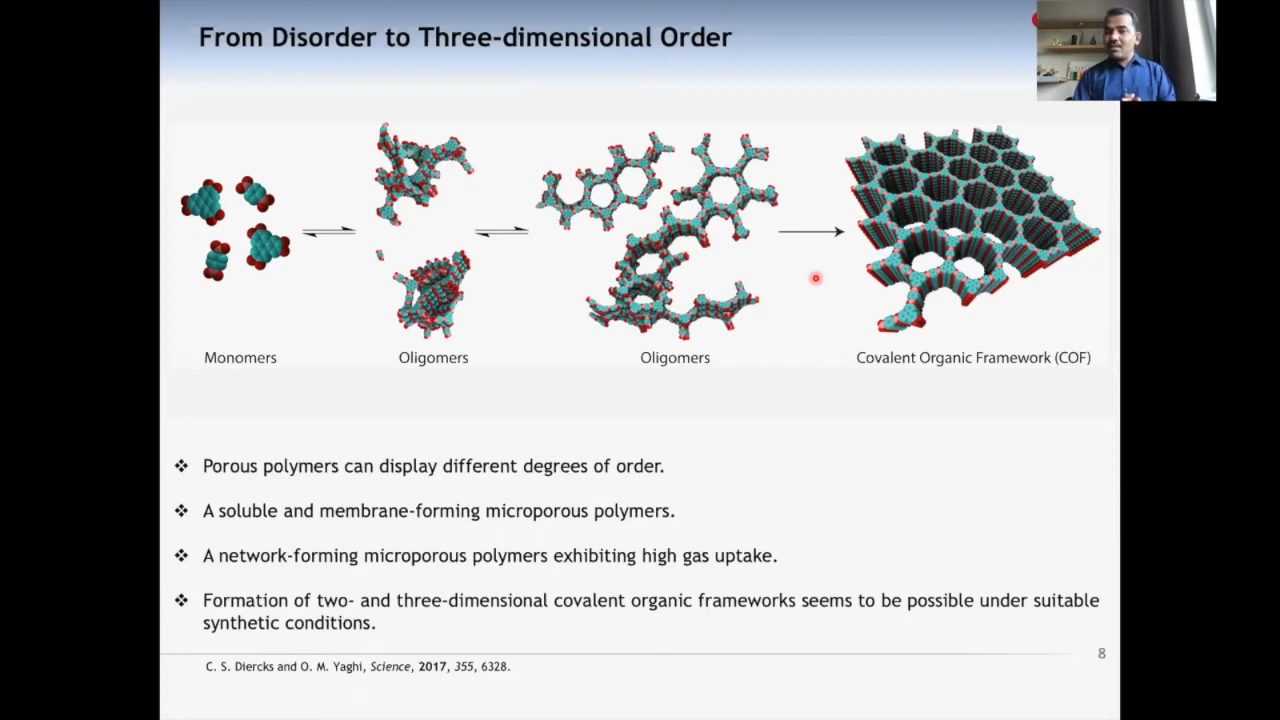 From Disorder to Three-dimensional Order
Monomers
Oligomers
Oligomers
Covalent Organic Framework (COF)
❖ Porous polymers can display different degrees of order.
❖ A soluble and membrane-forming microporous polymers.
❖ A network-forming microporous polymers exhibiting high gas uptake.
❖ Formation of two- and three-dimensional covalent organic frameworks seems to be possible under suitable
synthetic conditions.
8
C. S. Diercks and O. M. Yaghi, Science, 2017, 355, 6328.